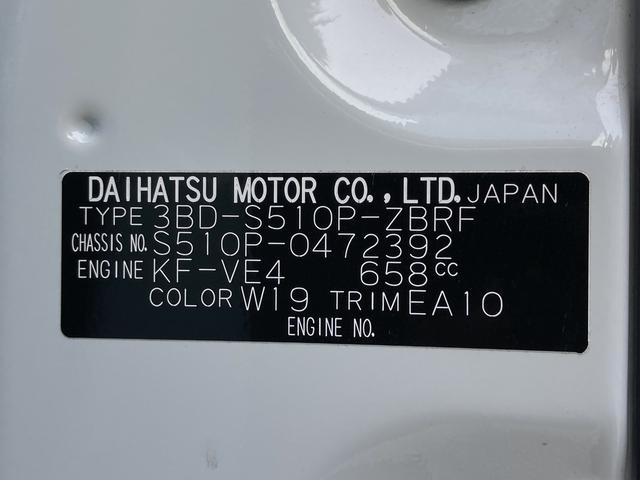 DAIHATSU MOTOR CO.,LTD. JAPAN
TYPE 3BD-S510P-ZBRF
CHASSIS NO. S510P-0472392
ENGINE KF-VE4 658cc
COLOR W19 TRIM EA10
ENGINE NO.